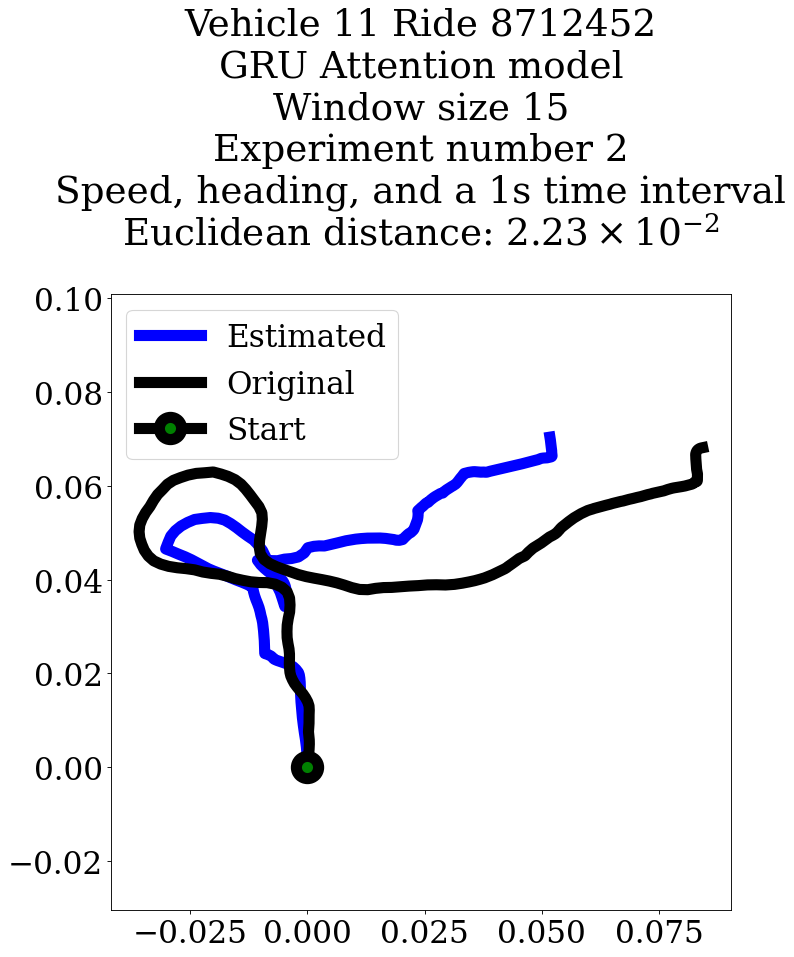 Vehicle 11 Ride 8712452
GRU Attention model
Window size 15
Experiment number 2
Speed, heading, and a 1s time interval
Euclidean distance: 2.23 × 10⁻²
0.10
Estimated
Original
Start
0.08
0.06
0.04
0.02
0.00
−0.02
−0.025 0.000 0.025 0.050 0.075